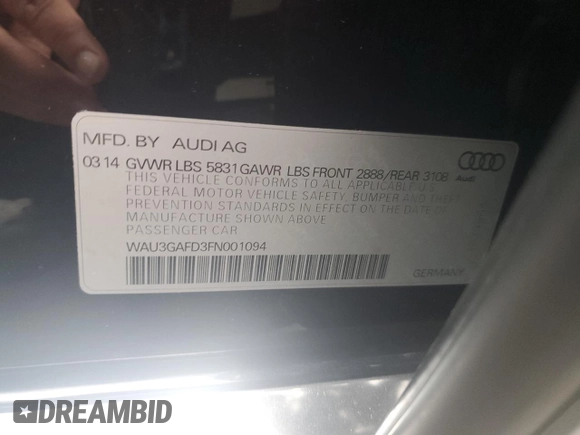 MFD. BY AUDI AG
03 14 GVWR LBS 5831 GAWR LBS FRONT 2888/REAR 3108
Audi
THIS VEHICLE CONFORMS TO ALL APPLICABLE U.S.
FEDERAL MOTOR VEHICLE SAFETY, BUMPER AND THEFT
PREVENTION STANDARDS IN EFFECT ON THE DATE OF
MANUFACTURE SHOWN ABOVE
PASSENGER CAR
WAU3GAFD3FN001094
GERMANY
DREAMBID